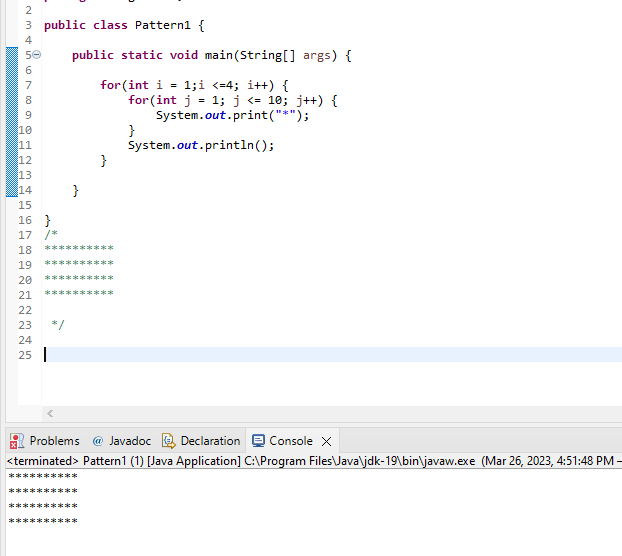 2
3 public class Pattern1 {
4
5 public static void main(String[] args) {
6
7 for(int i = 1;i <=4; i++) {
8 for(int j = 1; j <= 10; j++) {
9 System.out.print("*");
10 }
11 System.out.println();
12 }
13
14 }
15
16 }
17 /*
18 **********
19 **********
20 **********
21 **********
22
23 */
24
25
Problems @ Javadoc Declaration Console
<terminated> Pattern1 (1) [Java Application] C:\Program Files\Java\jdk-19\bin\javaw.exe (Mar 26, 2023, 4:51:48 PM –
**********
**********
**********
**********